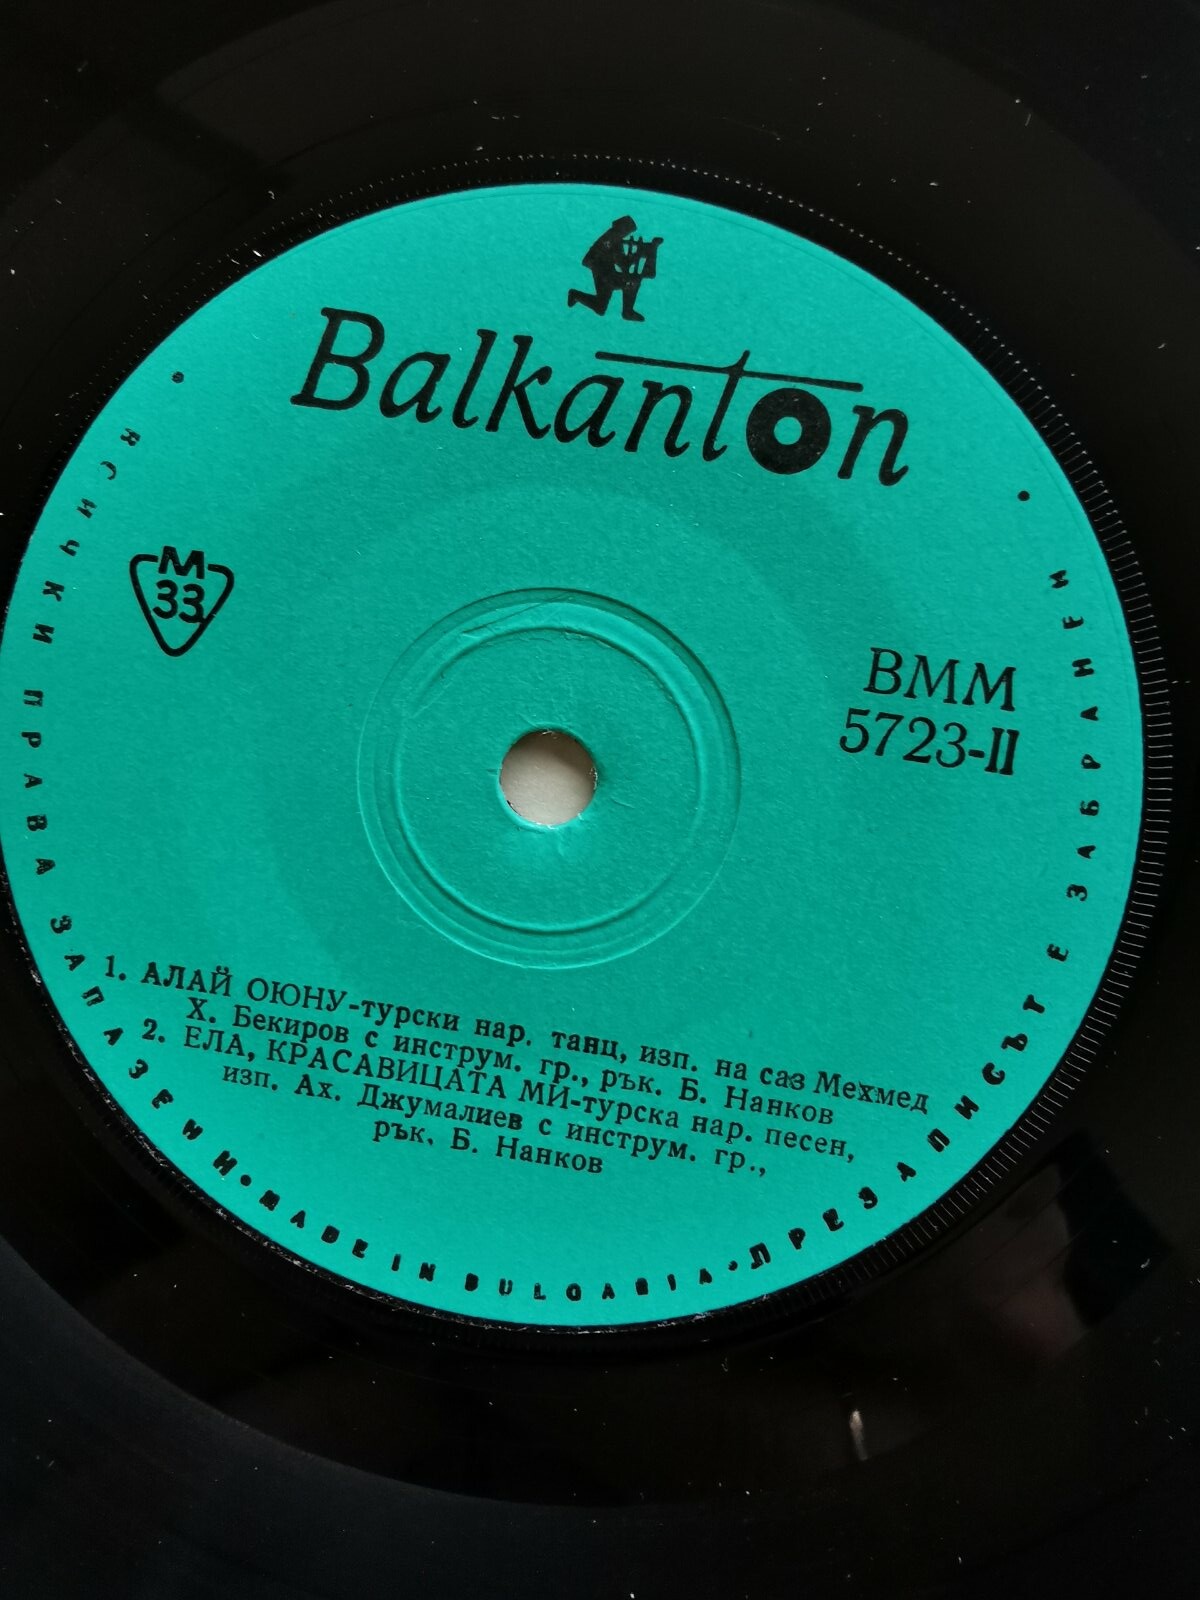 Balkanton
М
33
ВММ
5723-II
1. АЛАЙ ОЮНУ-турски нар. танц, изп. на саз Мехмед
Х. Бекиров с инструм. гр., рък. Б. Нанков
2. ЕЛА, КРАСАВИЦАТА МИ-турска нар. песен,
изп. Ах. Джумалиев с инструм. гр.,
рък. Б. Нанков
• ВСИЧКИ ПРАВА ЗАПАЗЕНИ • MADE IN BULGARIA • ПРЕЗАПИСЪТ Е ЗАБРАНЕН •